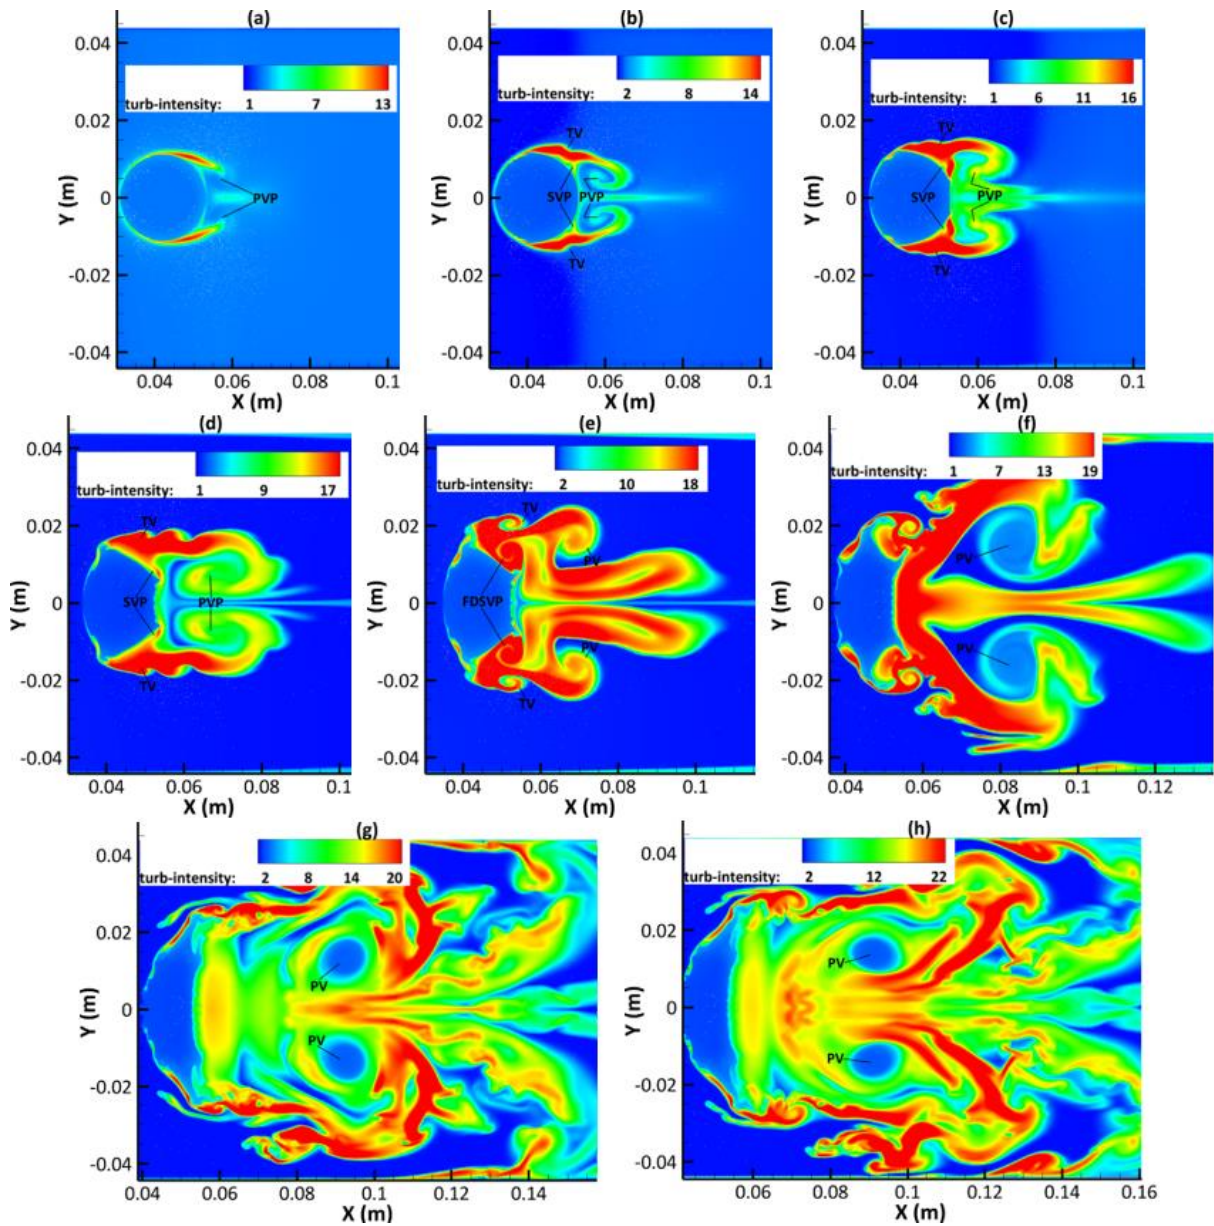 (a)
0.04
turb-intensity: 1 7 13
0.02
Y (m)
0
PVP
-0.02
-0.04
0.04 0.06 0.08 0.1
X (m)
(b)
0.04
turb-intensity: 2 8 14
0.02
TV
Y (m)
0
SVP PVP
-0.02
TV
-0.04
0.04 0.06 0.08 0.1
X (m)
(c)
0.04
turb-intensity: 1 6 11 16
0.02
TV
Y (m)
0
SVP PVP
-0.02
TV
-0.04
0.04 0.06 0.08 0.1
X (m)
(d)
0.04
turb-intensity: 1 9 17
0.02
TV
Y (m)
0
SVP PVP
-0.02
TV
-0.04
0.04 0.06 0.08 0.1
X (m)
(e)
0.04
turb-intensity: 2 10 18
0.02
TV
PV
Y (m)
0
FDSVP
PV
-0.02
TV
-0.04
0.04 0.06 0.08 0.1
X (m)
(f)
0.04
turb-intensity: 1 7 13 19
0.02
PV
Y (m)
0
PV
-0.02
-0.04
0.04 0.06 0.08 0.1 0.12
X (m)
(g)
0.04
turb-intensity: 2 8 14 20
0.02
PV
Y (m)
0
PV
-0.02
-0.04
0.04 0.06 0.08 0.1 0.12 0.14
X (m)
(h)
0.04
turb-intensity: 2 12 22
0.02
PV
Y (m)
0
PV
-0.02
-0.04
0.04 0.06 0.08 0.1 0.12 0.14 0.16
X (m)